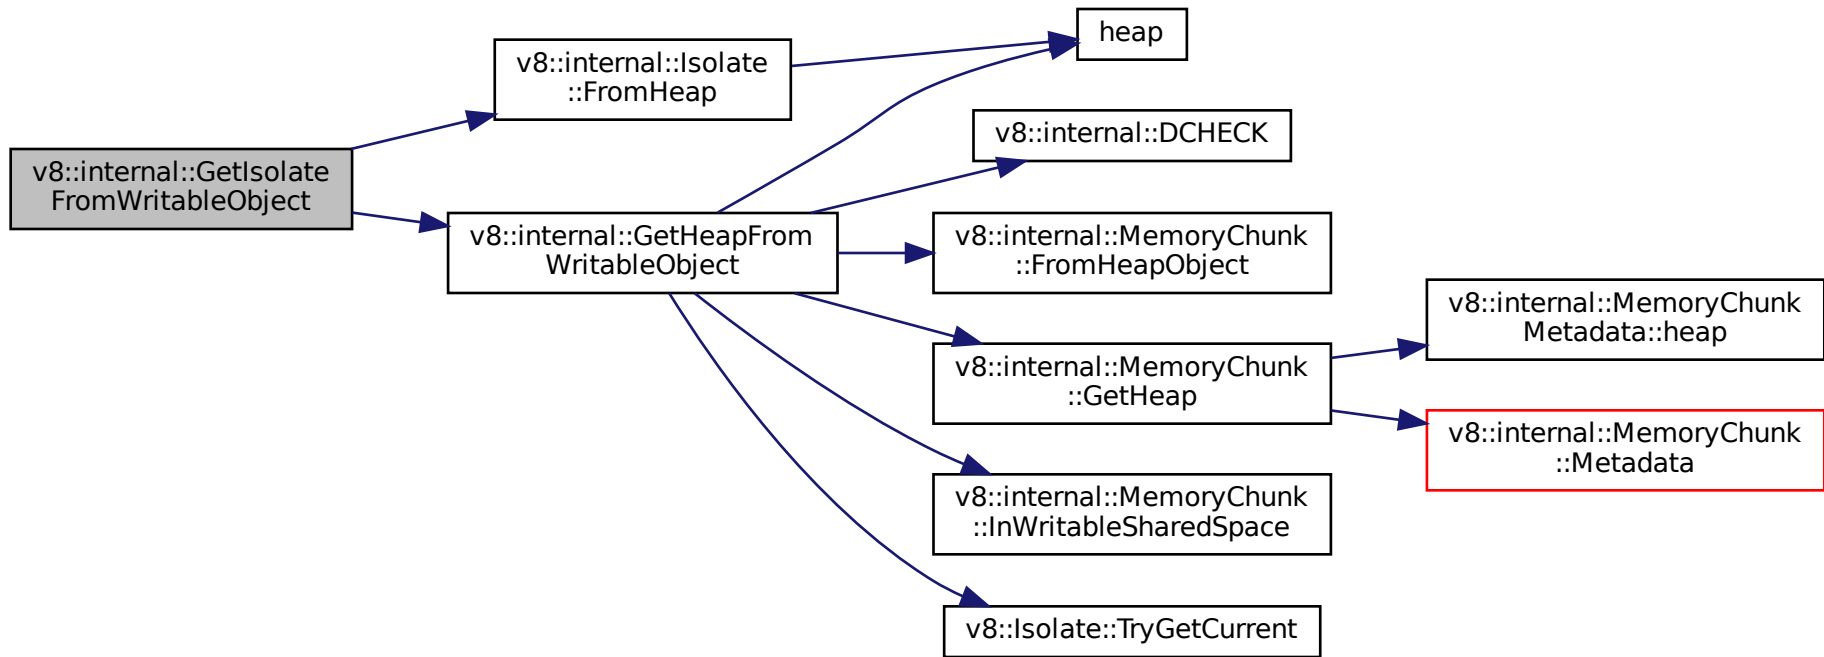 v8::internal::GetIsolate
FromWritableObject
v8::internal::Isolate
::FromHeap
v8::internal::GetHeapFrom
WritableObject
heap
v8::internal::DCHECK
v8::internal::MemoryChunk
::FromHeapObject
v8::internal::MemoryChunk
::GetHeap
v8::internal::MemoryChunk
::InWritableSharedSpace
v8::Isolate::TryGetCurrent
v8::internal::MemoryChunk
Metadata::heap
v8::internal::MemoryChunk
::Metadata